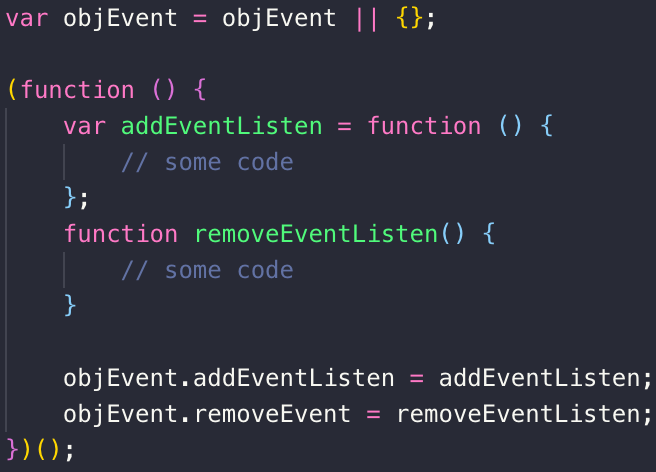 var objEvent = objEvent || {};
(function () {
var addEventListen = function () {
// some code
};
function removeEventListen() {
// some code
}
objEvent.addEventListen = addEventListen;
objEvent.removeEvent = removeEventListen;
})();